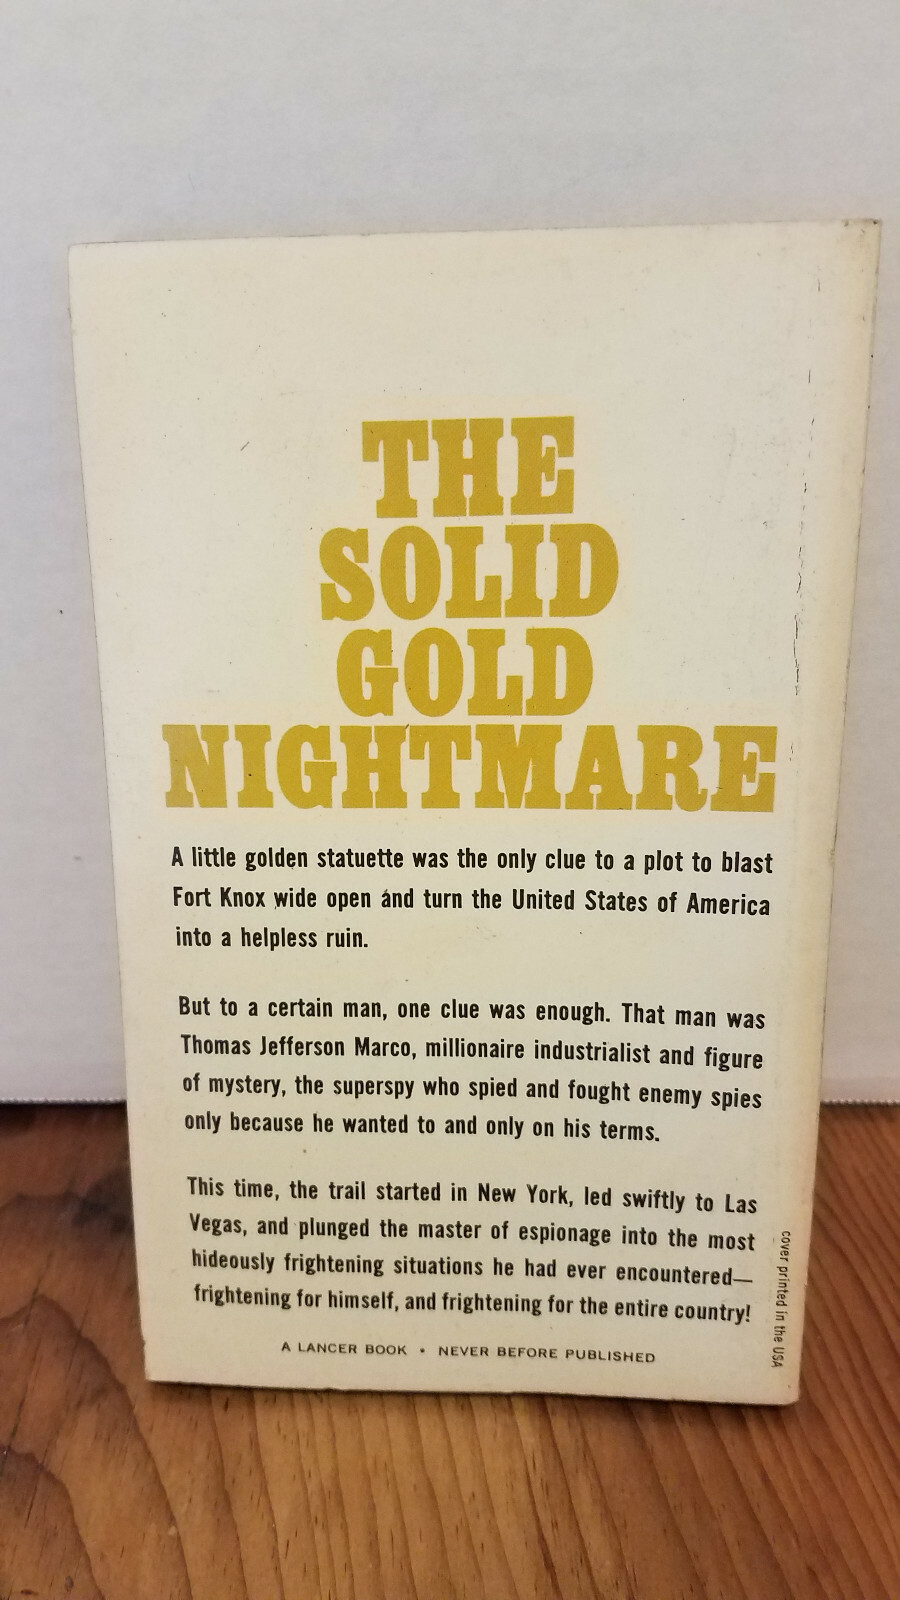 THE
SOLID
GOLD
NIGHTMARE
A little golden statuette was the only clue to a plot to blast
Fort Knox wide open and turn the United States of America
into a helpless ruin.
But to a certain man, one clue was enough. That man was
Thomas Jefferson Marco, millionaire industrialist and figure
of mystery, the superspy who spied and fought enemy spies
only because he wanted to and only on his terms.
This time, the trail started in New York, led swiftly to Las
Vegas, and plunged the master of espionage into the most
hideously frightening situations he had ever encountered—
frightening for himself, and frightening for the entire country!
A LANCER BOOK • NEVER BEFORE PUBLISHED
cover printed in the USA